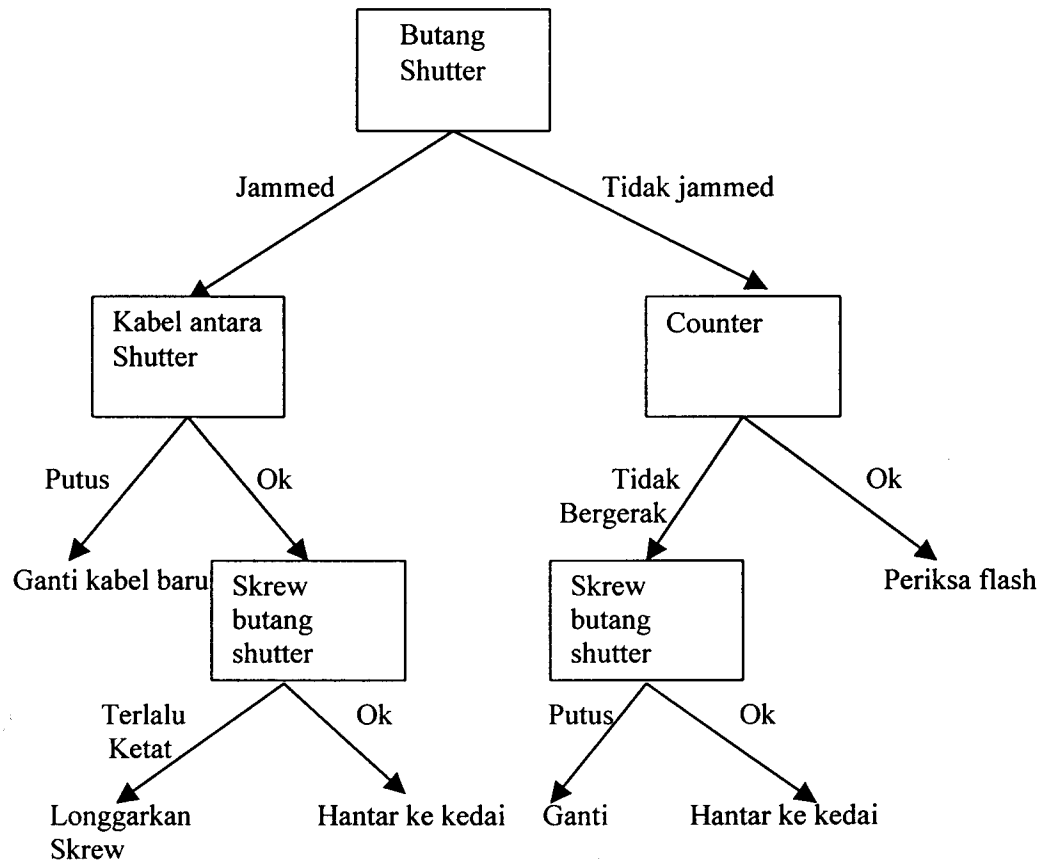 Butang
Shutter
Jammed
Tidak jammed
Kabel antara
Shutter
Counter
Putus
Ok
Tidak
Bergerak
Ok
Ganti kabel baru
Skrew
butang
shutter
Skrew
butang
shutter
Periksa flash
Terlalu
Ketat
Ok
Putus
Ok
Longgarkan
Skrew
Hantar ke kedai
Ganti
Hantar ke kedai